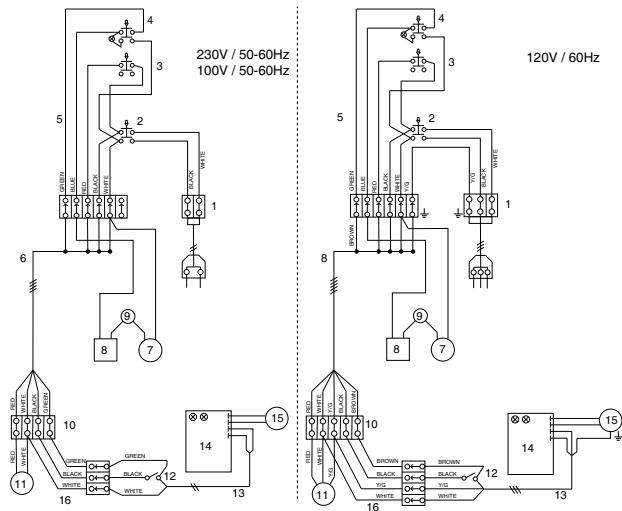 4
230V / 50-60Hz
100V / 50-60Hz
3
5
2
GREEN
BLUE
RED
BLACK
WHITE
BLACK
WHITE
1
6
9
8
7
RED
WHITE
BLACK
GREEN
10
RED
WHITE
11
GREEN
BLACK
WHITE
16
GREEN
BLACK
WHITE
12
13
14
15
4
120V / 60Hz
3
5
2
GREEN
BLUE
RED
BLACK
WHITE
Y/G
Y/G
BLACK
WHITE
1
BROWN
8
9
8
7
RED
WHITE
Y/G
BLACK
BROWN
10
RED
WHITE
Y/G
11
BROWN
BLACK
Y/G
WHITE
16
BROWN
BLACK
Y/G
WHITE
12
13
14
15